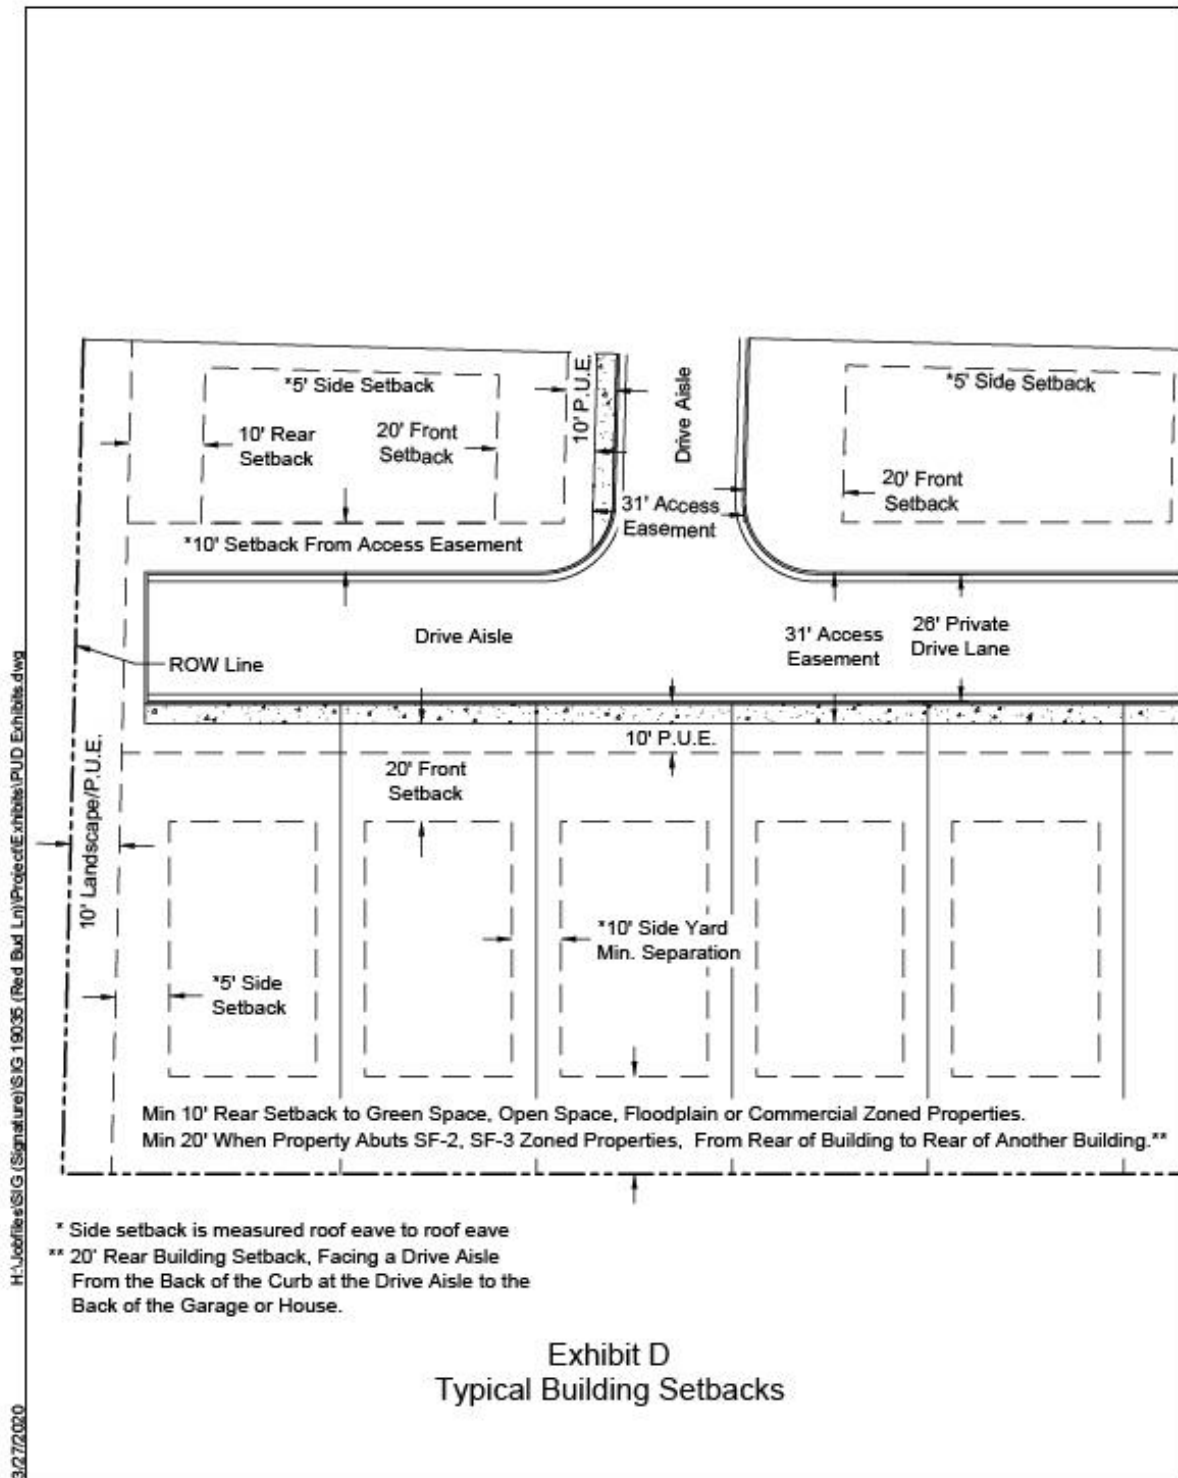 *5' Side Setback
10' Rear
Setback
20' Front
Setback
10' P.U.E.
Drive Aisle
*5' Side Setback
20' Front
Setback
31' Access
Easement
*10' Setback From Access Easement
Drive Aisle
31' Access
Easement
26' Private
Drive Lane
ROW Line
10' P.U.E.
10' Landscape/P.U.E.
20' Front
Setback
*10' Side Yard
Min. Separation
*5' Side
Setback
Min 10' Rear Setback to Green Space, Open Space, Floodplain or Commercial Zoned Properties.
Min 20' When Property Abuts SF-2, SF-3 Zoned Properties, From Rear of Building to Rear of Another Building.**
* Side setback is measured roof eave to roof eave
** 20' Rear Building Setback, Facing a Drive Aisle
From the Back of the Curb at the Drive Aisle to the
Back of the Garage or House.
Exhibit D
Typical Building Setbacks
H:\Jobfiles\SIG (Signature)\SIG 19035 (Red Bud Ln)\Project\Exhibits\PUD Exhibits.dwg
3/27/2020